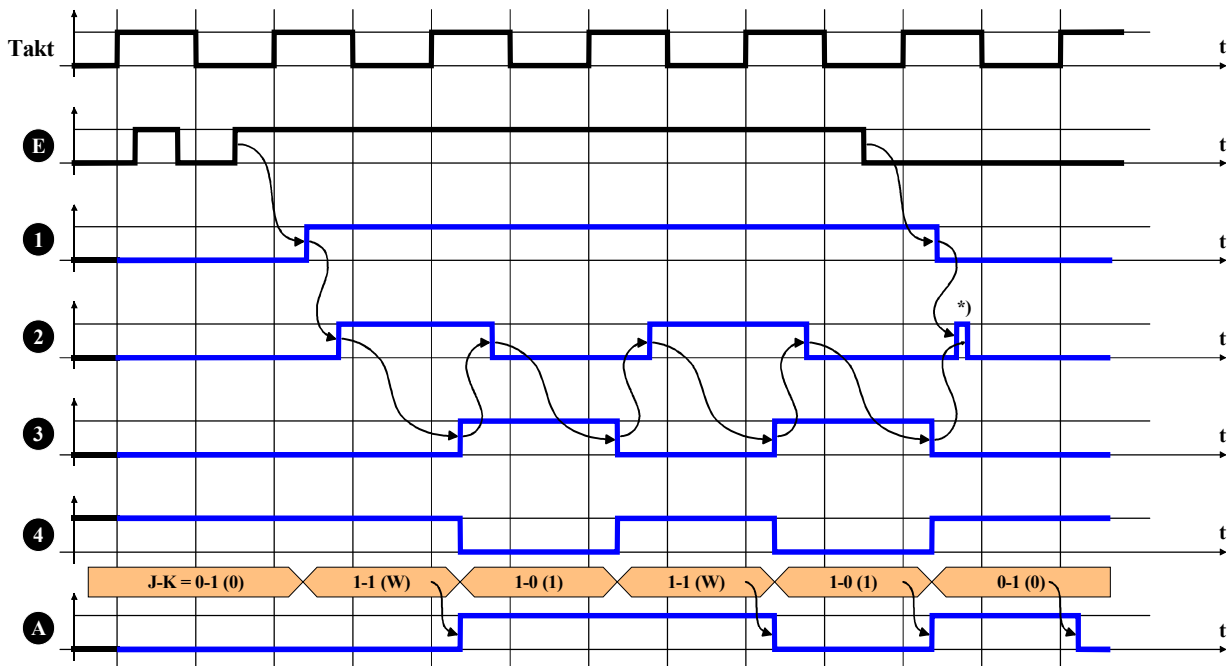 Takt t
E t
1 t
*)
2 t
3 t
4 t
J-K = 0-1 (0) 1-1 (W) 1-0 (1) 1-1 (W) 1-0 (1) 0-1 (0)
A t